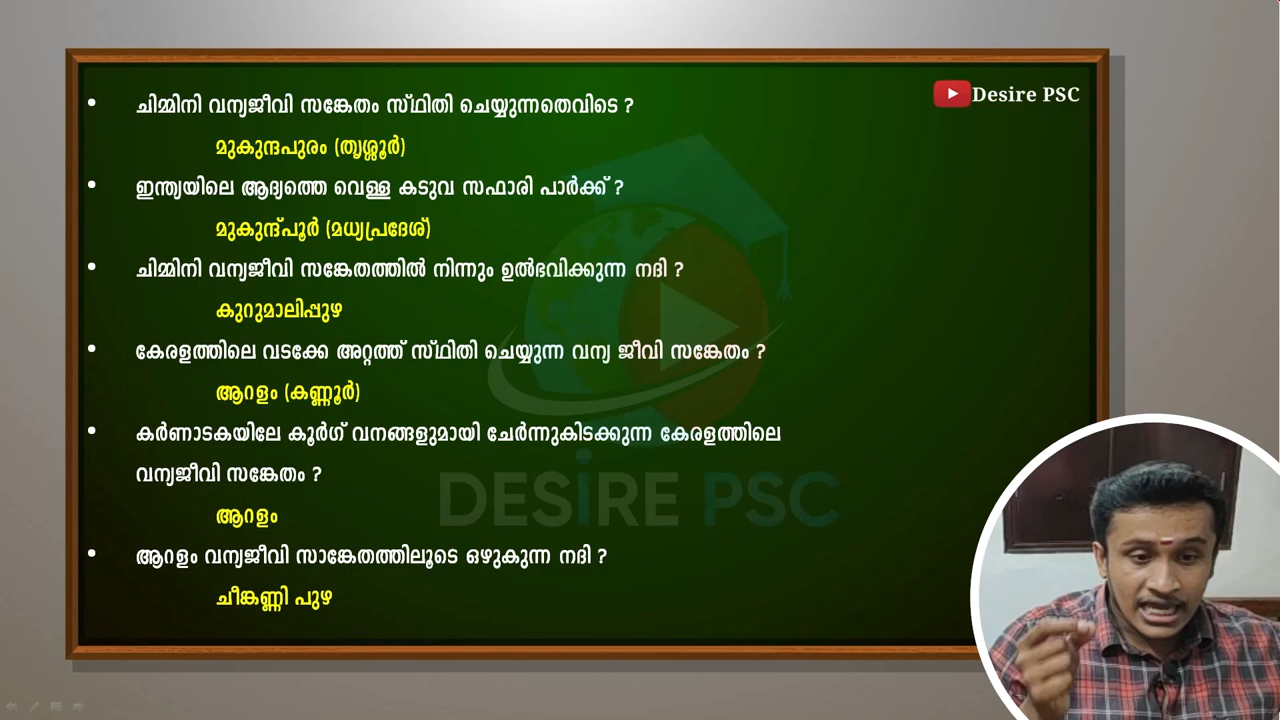 Desire PSC
• ചിമ്മിനി വന്യജീവി സങ്കേതം സ്ഥിതി ചെയ്യുന്നതെവിടെ ?
മുകുന്ദപുരം (തൃശ്ശൂർ)
• ഇന്ത്യയിലെ ആദ്യത്തെ വെള്ള കടുവ സഫാരി പാർക്ക് ?
മുകുന്ദ്പൂർ (മധ്യപ്രദേശ്)
• ചിമ്മിനി വന്യജീവി സങ്കേതത്തിൽ നിന്നും ഉൽഭവിക്കുന്ന നദി ?
കുറുമാലിപ്പുഴ
• കേരളത്തിലെ വടക്കേ അറ്റത്ത് സ്ഥിതി ചെയ്യുന്ന വന്യ ജീവി സങ്കേതം ?
ആറളം (കണ്ണൂർ)
• കർണാടകയിലേ കൂർഗ് വനങ്ങളുമായി ചേർന്നുകിടക്കുന്ന കേരളത്തിലെ
വന്യജീവി സങ്കേതം ?
ആറളം
• ആറളം വന്യജീവി സാങ്കേതത്തിലൂടെ ഒഴുകുന്ന നദി ?
ചീങ്കണ്ണി പുഴ
DESiRE PSC